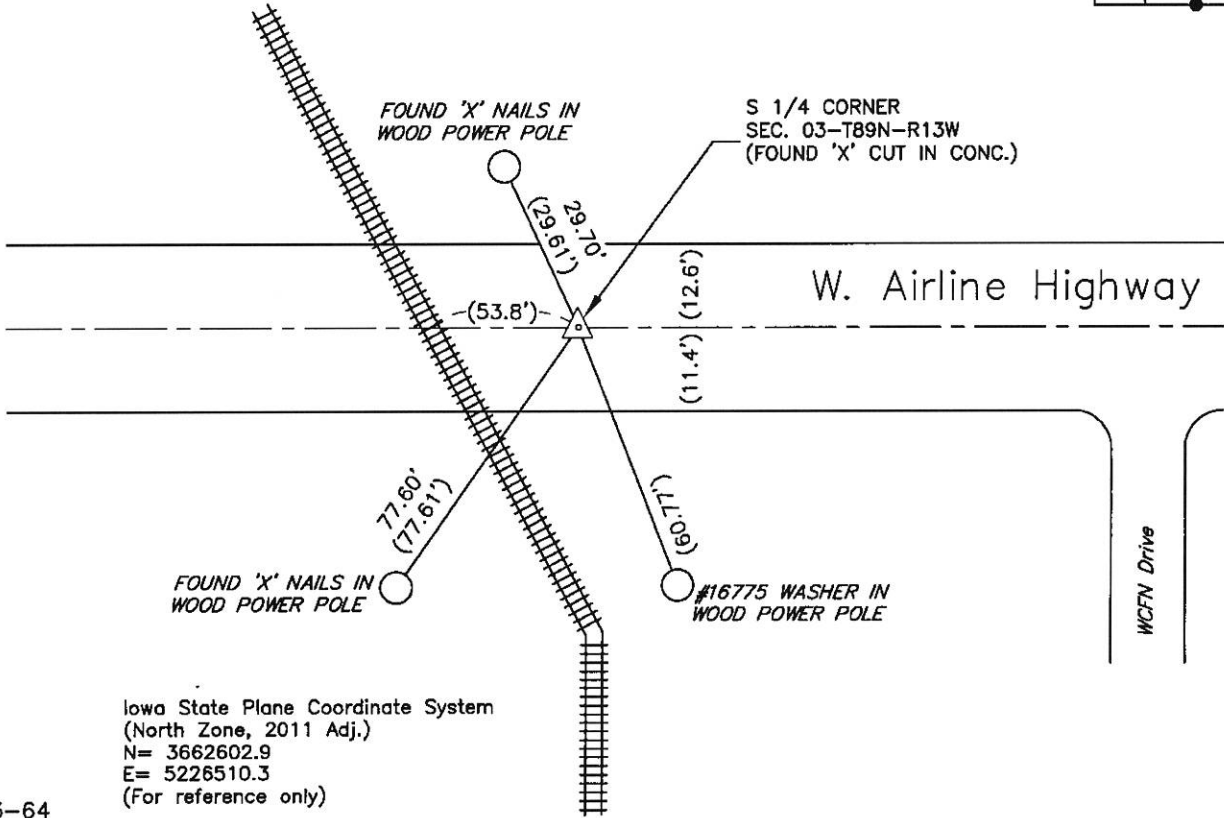 FOUND 'X' NAILS IN
WOOD POWER POLE
S 1/4 CORNER
SEC. 03-T89N-R13W
(FOUND 'X' CUT IN CONC.)
29.70'
(29.61')
(12.6')
W. Airline Highway
(53.8')
(11.4')
77.60'
(77.61')
(60.77')
FOUND 'X' NAILS IN
WOOD POWER POLE
#16775 WASHER IN
WOOD POWER POLE
WCFN Drive
Iowa State Plane Coordinate System
(North Zone, 2011 Adj.)
N= 3662602.9
E= 5226510.3
(For reference only)
-64